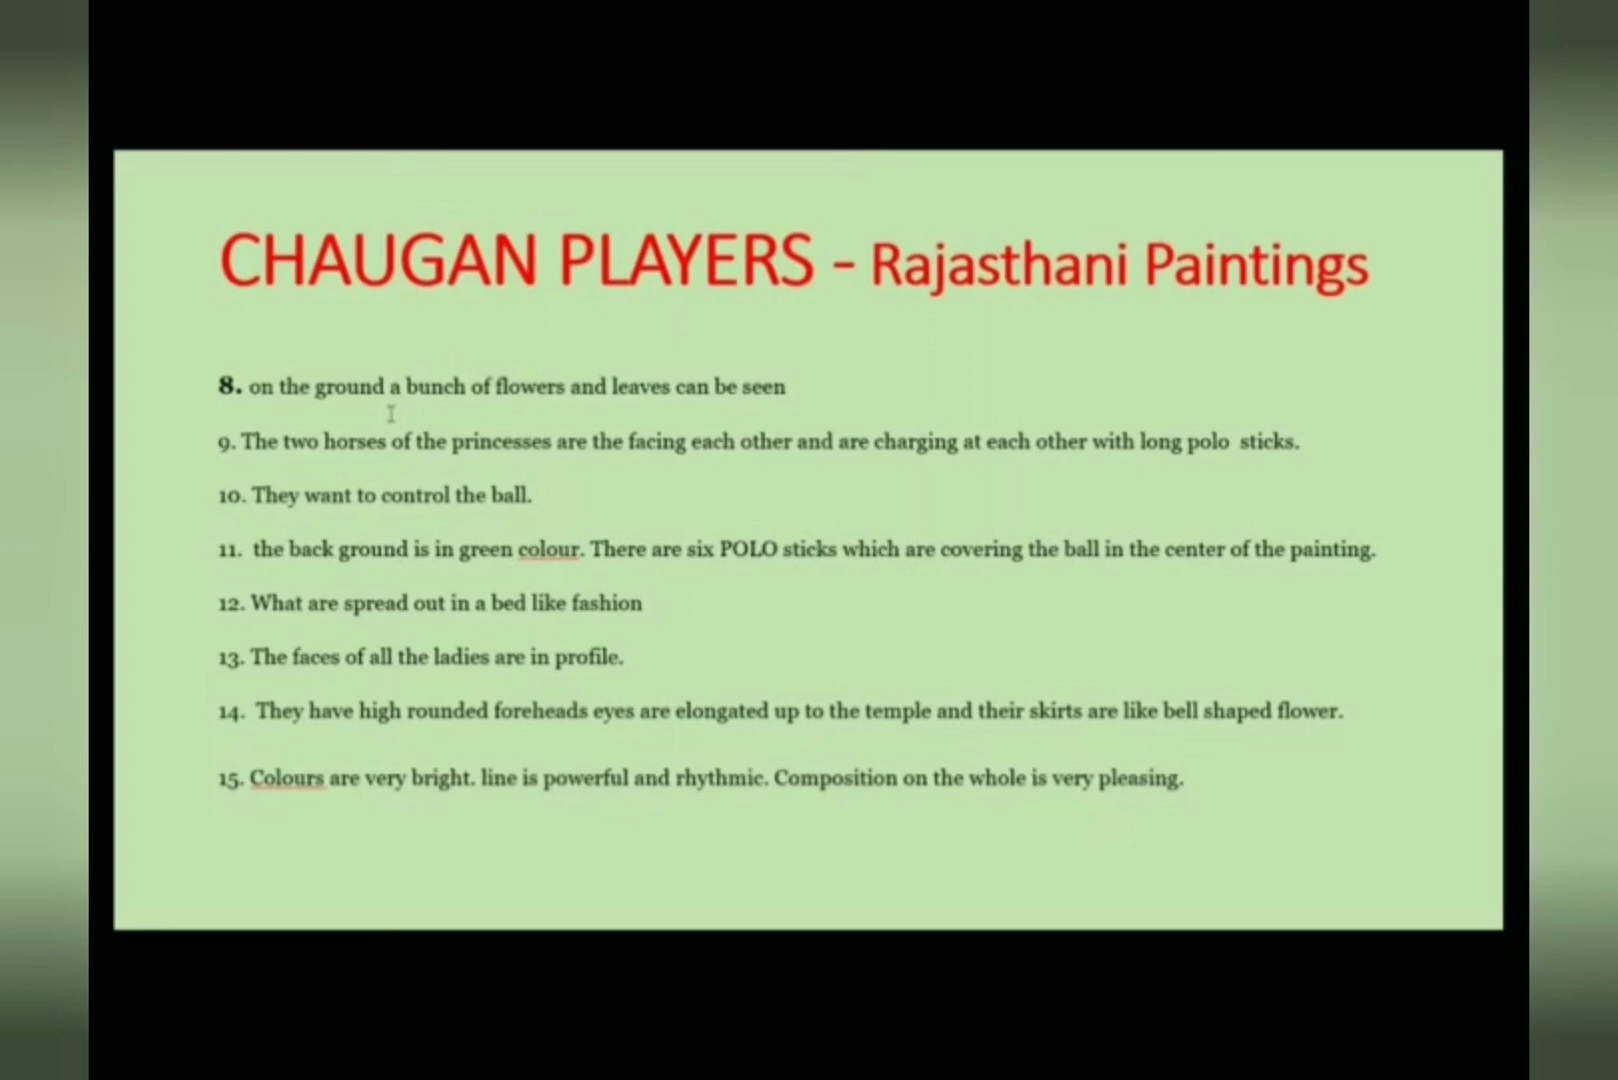 CHAUGAN PLAYERS - Rajasthani Paintings
8. on the ground a bunch of flowers and leaves can be seen
9. The two horses of the princesses are the facing each other and are charging at each other with long polo sticks.
10. They want to control the ball.
11. the back ground is in green colour. There are six POLO sticks which are covering the ball in the center of the painting.
12. What are spread out in a bed like fashion
13. The faces of all the ladies are in profile.
14. They have high rounded foreheads eyes are elongated up to the temple and their skirts are like bell shaped flower.
15. Colours are very bright. line is powerful and rhythmic. Composition on the whole is very pleasing.